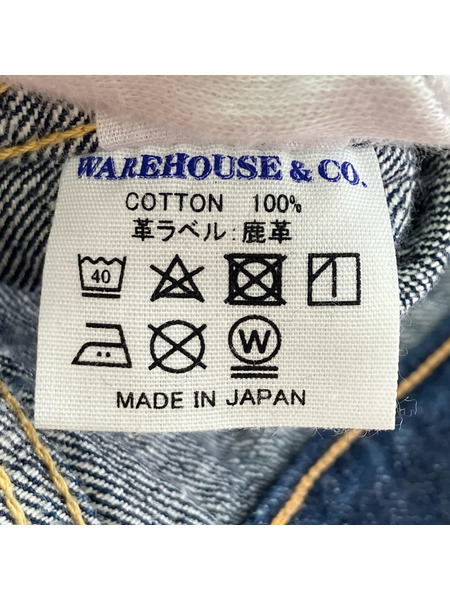 WAREHOUSE & CO.
COTTON 100%
革ラベル:鹿革
40
W
MADE IN JAPAN